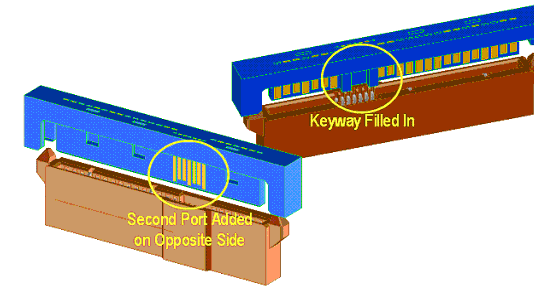 Keyway Filled In
Second Port Added
on Opposite Side